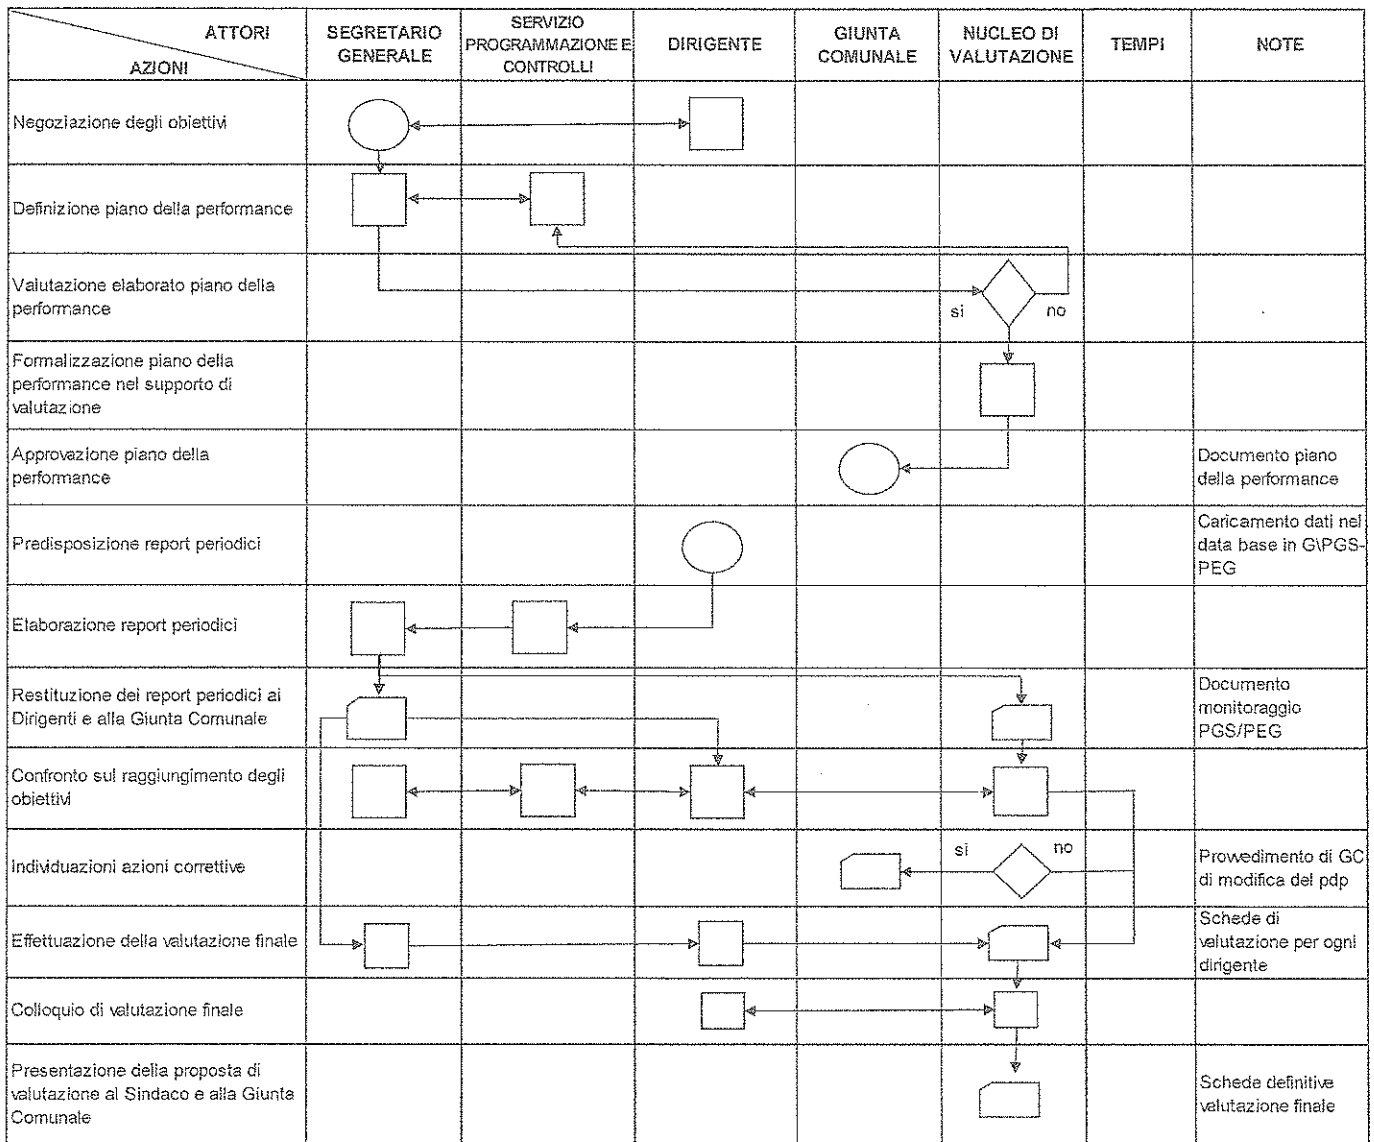 ATTORI
AZIONI
SEGRETARIO
GENERALE
SERVIZIO
PROGRAMMAZIONE E
CONTROLLI
DIRIGENTE
GIUNTA
COMUNALE
NUCLEO DI
VALUTAZIONE
TEMPI
NOTE
Negoziazione degli obiettivi
Definizione piano della performance
Valutazione elaborato piano della
performance
si
no
Formalizzazione piano della
performance nel supporto di
valutazione
Approvazione piano della
performance
Documento piano
della performance
Predisposizione report periodici
Caricamento dati nel
data base in G\PGS-
PEG
Elaborazione report periodici
Restituzione dei report periodici ai
Dirigenti e alla Giunta Comunale
Documento
monitoraggio
PGS/PEG
Confronto sul raggiungimento degli
obiettivi
Individuazioni azioni correttive
si
no
Provvedimento di GC
di modifica del pdp
Effettuazione della valutazione finale
Schede di
valutazione per ogni
dirigente
Colloquio di valutazione finale
Presentazione della proposta di
valutazione al Sindaco e alla Giunta
Comunale
Schede definitive
valutazione finale